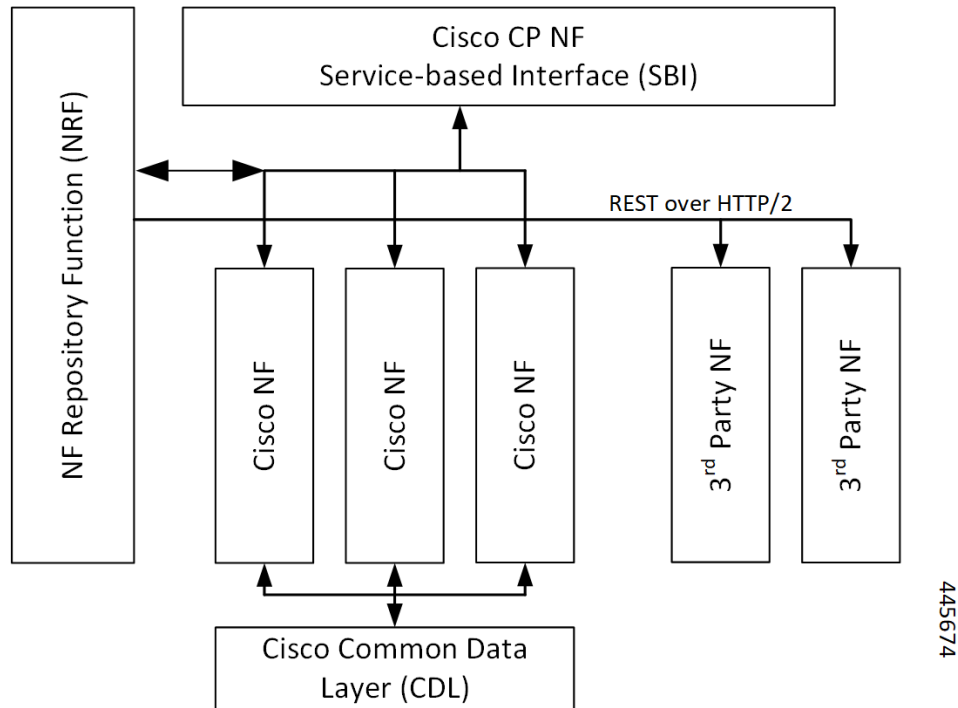 NF Repository Function (NRF)
Cisco CP NF
Service-based Interface (SBI)
REST over HTTP/2
Cisco NF
Cisco NF
Cisco NF
3rd Party NF
3rd Party NF
Cisco Common Data
Layer (CDL)
445674